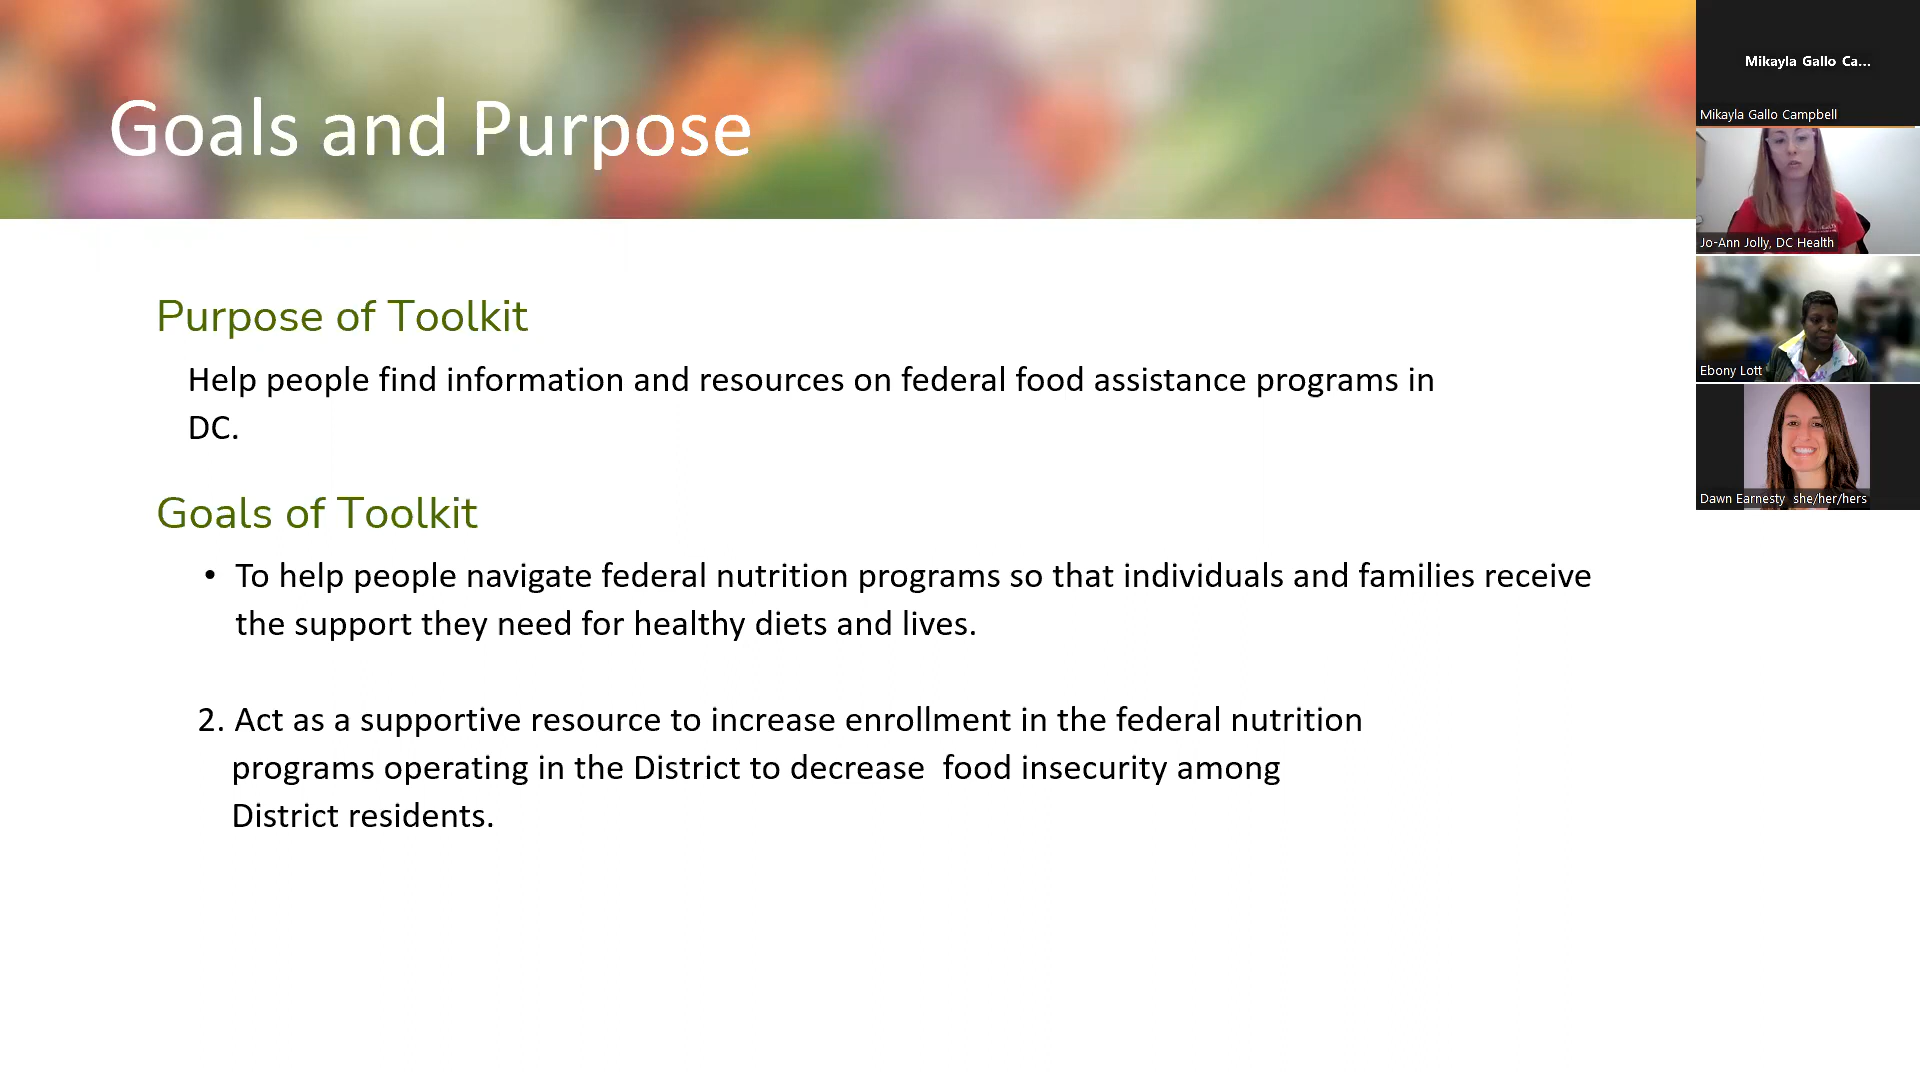 Goals and Purpose
Purpose of Toolkit
Help people find information and resources on federal food assistance programs in
DC.
Goals of Toolkit
• To help people navigate federal nutrition programs so that individuals and families receive
the support they need for healthy diets and lives.
2. Act as a supportive resource to increase enrollment in the federal nutrition
programs operating in the District to decrease  food insecurity among
District residents.
Mikayla Gallo Ca...
Mikayla Gallo Campbell
Jo-Ann Jolly, DC Health
Ebony Lott
Dawn Earnesty  she/her/hers